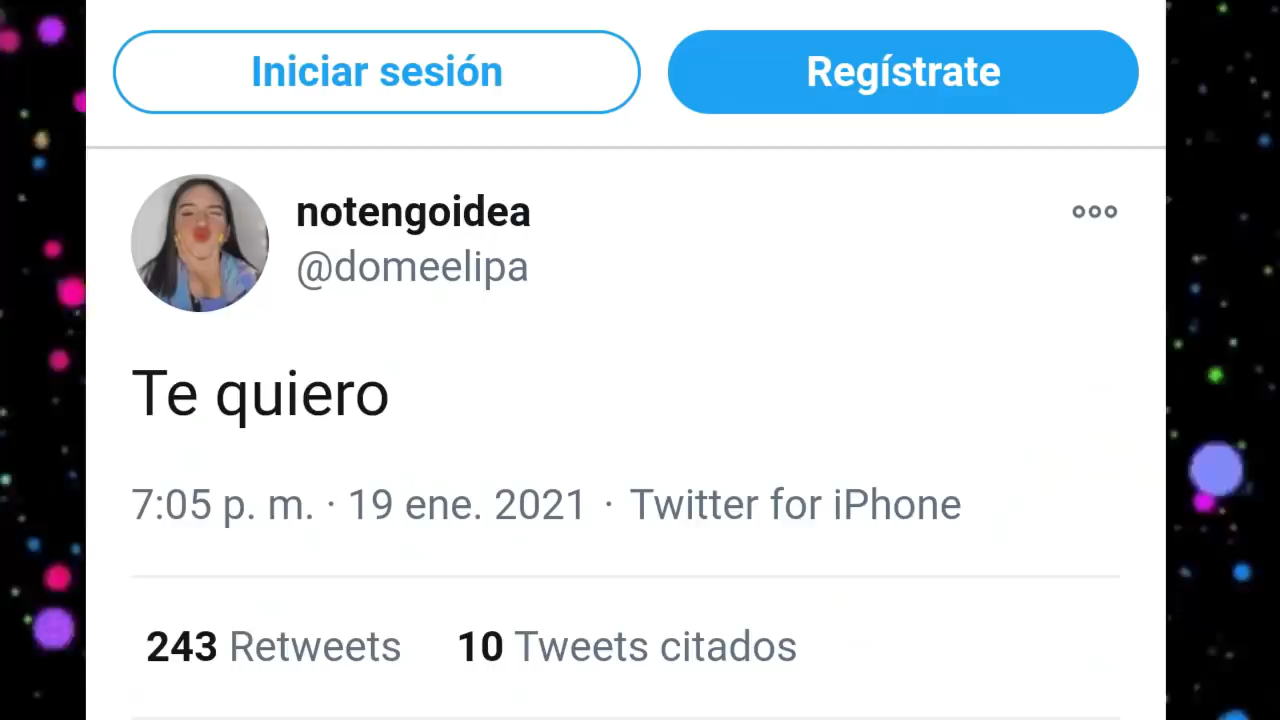 Iniciar sesión Regístrate
notengoidea
@domeelipa
Te quiero
7:05 p. m. · 19 ene. 2021 · Twitter for iPhone
243 Retweets 10 Tweets citados